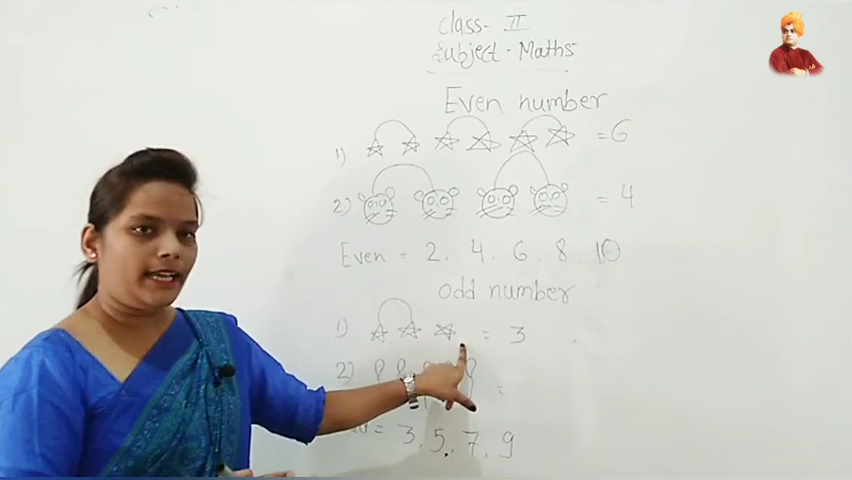 Class- II
Subject - Maths
Even number
1) = 6
2) = 4
Even = 2, 4, 6 8 10
odd number
1) = 3
2) =
= 3, 5, 7, 9